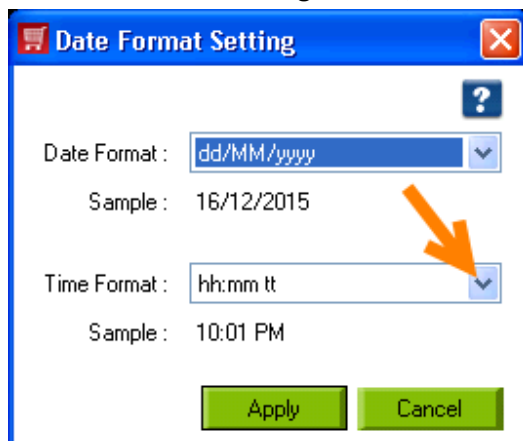 Date Format Setting
?
Date Format : dd/MM/yyyy
Sample : 16/12/2015
Time Format : hh:mm tt
Sample : 10:01 PM
Apply Cancel